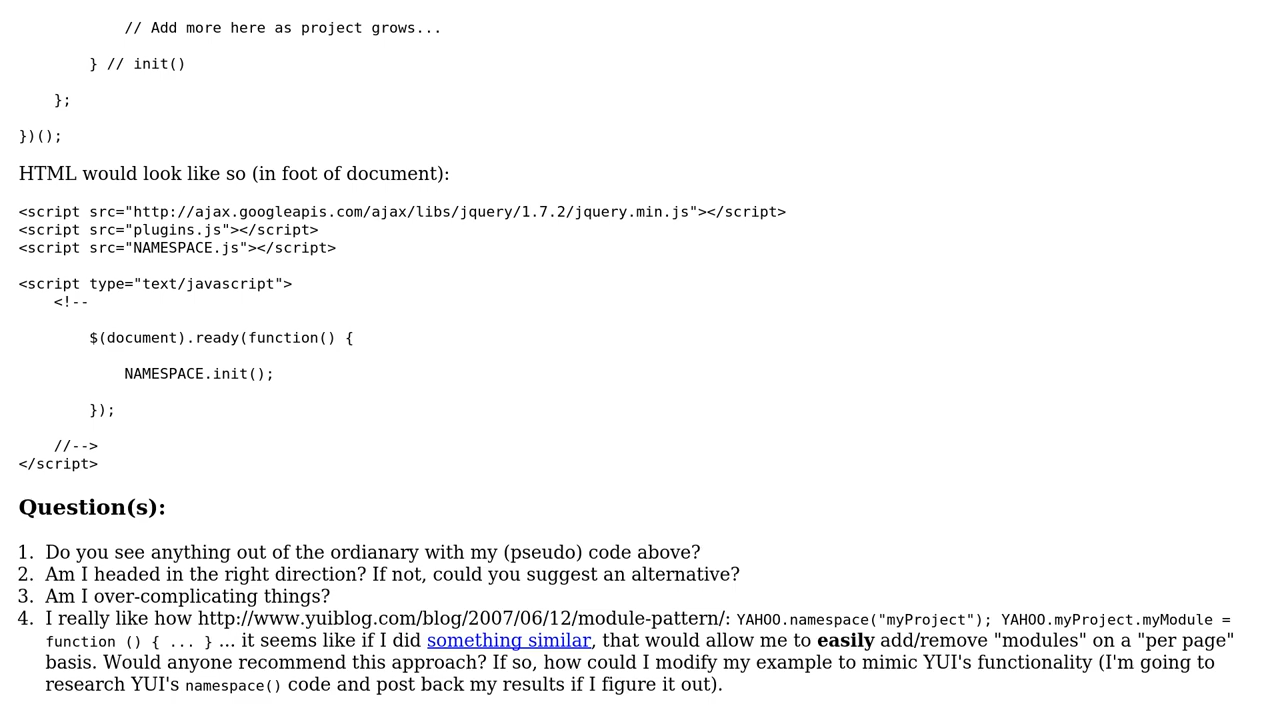 // Add more here as project grows...
} // init()
};
})();
HTML would look like so (in foot of document):
<script src="http://ajax.googleapis.com/ajax/libs/jquery/1.7.2/jquery.min.js"></script>
<script src="plugins.js"></script>
<script src="NAMESPACE.js"></script>
<script type="text/javascript">
<!--
$(document).ready(function() {
NAMESPACE.init();
});
//-->
</script>
Question(s):
1. Do you see anything out of the ordianary with my (pseudo) code above?
2. Am I headed in the right direction? If not, could you suggest an alternative?
3. Am I over-complicating things?
4. I really like how http://www.yuiblog.com/blog/2007/06/12/module-pattern/: YAHOO.namespace("myProject"); YAHOO.myProject.myModule =
function () { ... } ... it seems like if I did something similar, that would allow me to easily add/remove "modules" on a "per page"
basis. Would anyone recommend this approach? If so, how could I modify my example to mimic YUI's functionality (I'm going to
research YUI's namespace() code and post back my results if I figure it out).